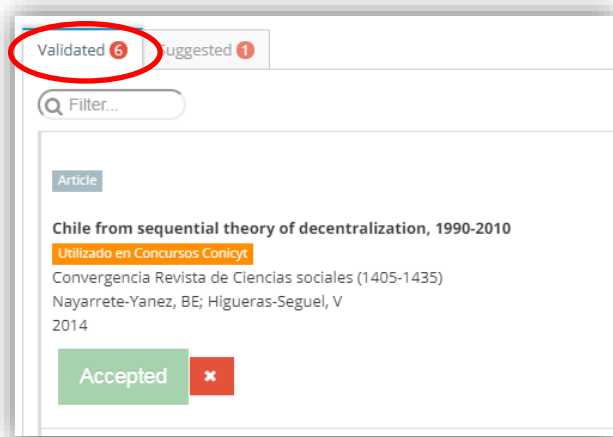 Validated 6 Suggested 1
Filter...
Article
Chile from sequential theory of decentralization, 1990-2010
Utilizado en Concursos Conicyt
Convergencia Revista de Ciencias sociales (1405-1435)
Nayarrete-Yanez, BE; Higueras-Seguel, V
2014
Accepted ×